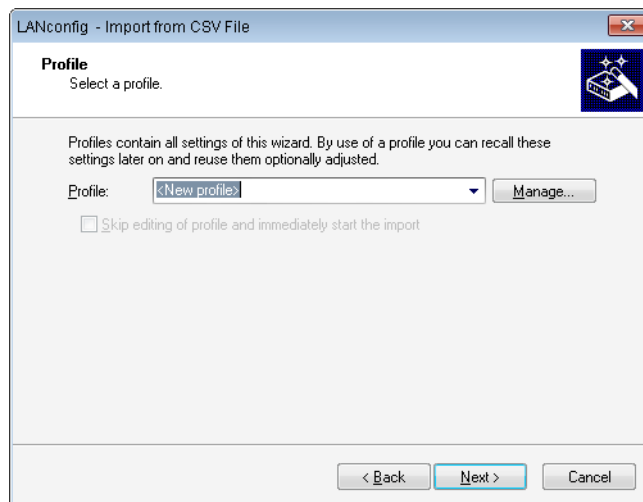 LANconfig - Import from CSV File
Profile
Select a profile.
Profiles contain all settings of this wizard. By use of a profile you can recall these
settings later on and reuse them optionally adjusted.
Profile: <New profile> Manage...
Skip editing of profile and immediately start the import
< Back Next > Cancel